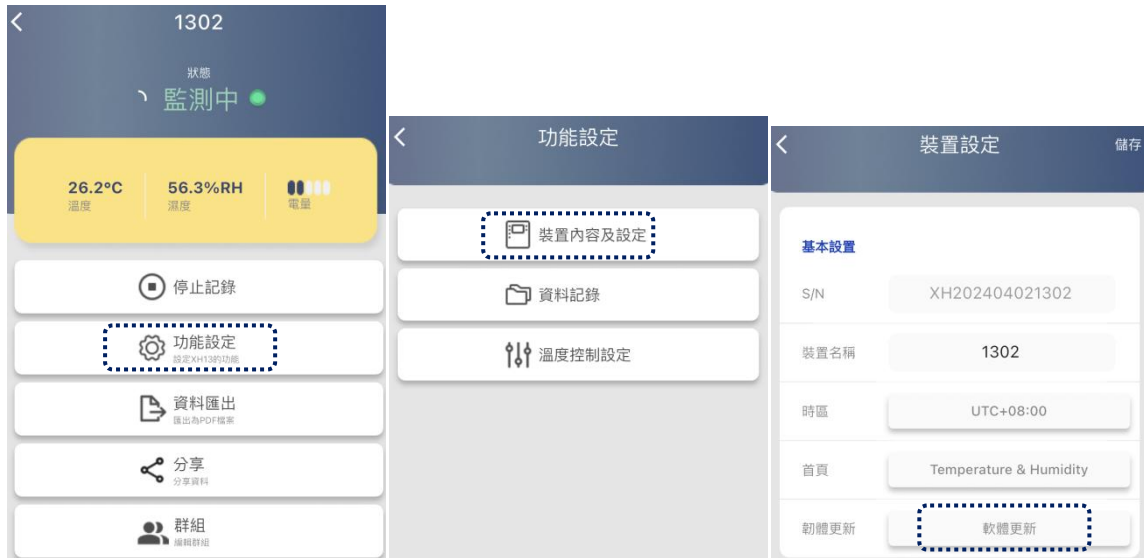 1302
狀態
監測中
26.2°C
溫度
56.3%RH
濕度
電量
停止記錄
功能設定
設定XH13的功能
資料匯出
匯出為PDF檔案
分享
分享資料
群組
編輯群組
功能設定
裝置內容及設定
資料記錄
溫度控制設定
裝置設定
儲存
基本設置
S/N
XH202404021302
裝置名稱
1302
時區
UTC+08:00
首頁
Temperature & Humidity
韌體更新
軟體更新